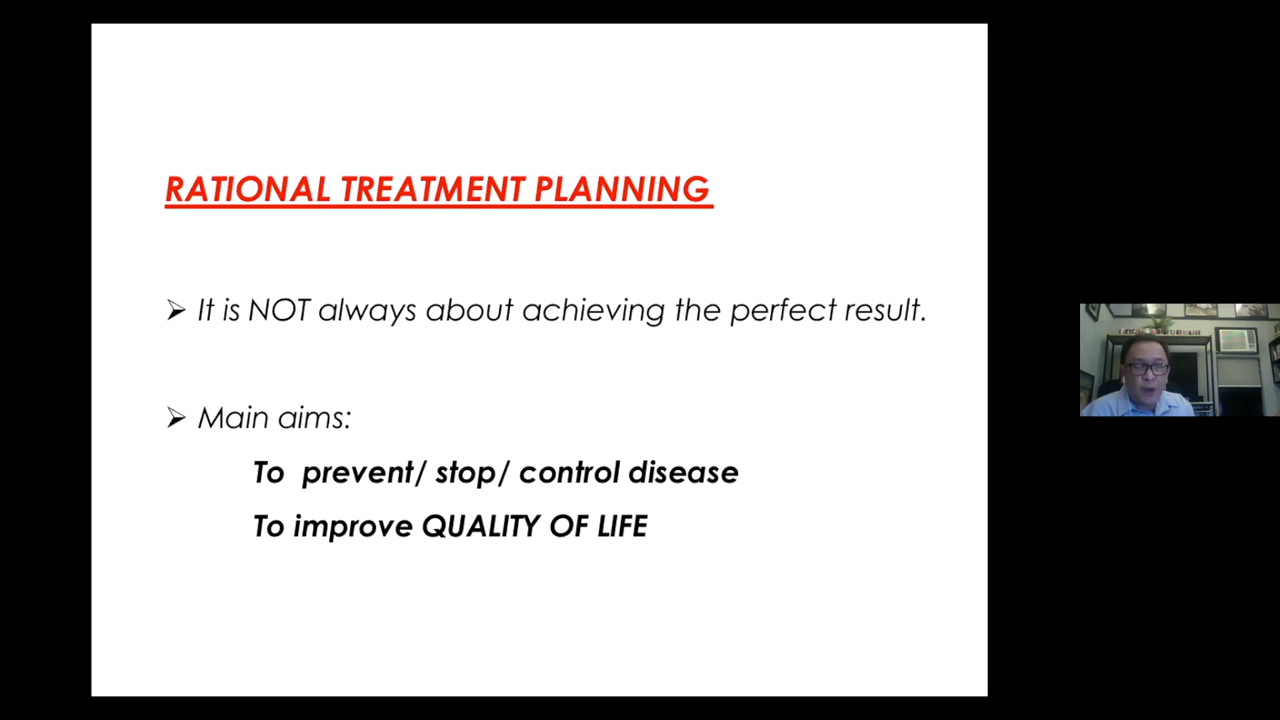 RATIONAL TREATMENT PLANNING
➢ It is NOT always about achieving the perfect result.
➢ Main aims:
To prevent/ stop/ control disease
To improve QUALITY OF LIFE